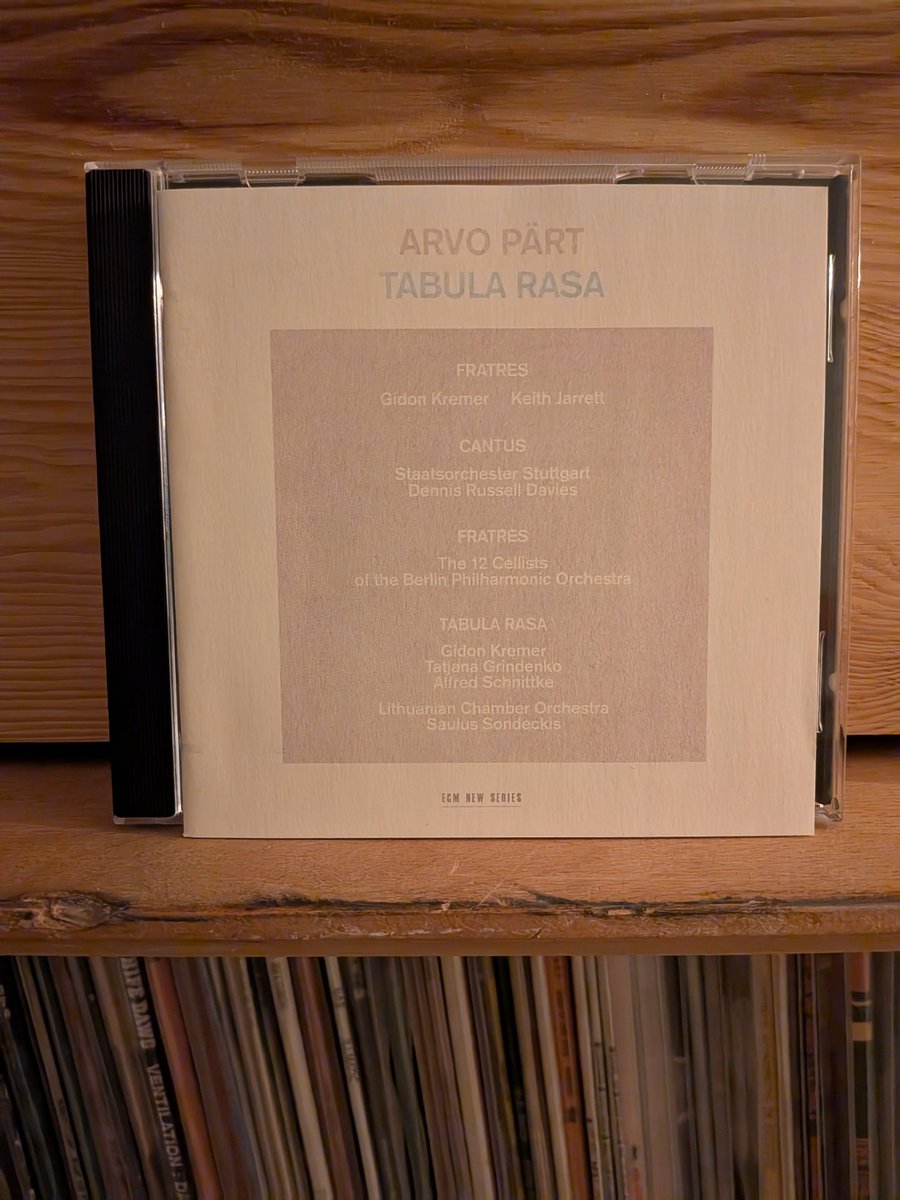 ARVO PÄRT
TABULA RASA
FRATRES
Gidon Kremer Keith Jarrett
CANTUS
Staatsorchester Stuttgart
Dennis Russell Davies
FRATRES
The 12 Cellists
of the Berlin Philharmonic Orchestra
TABULA RASA
Gidon Kremer
Tatjana Grindenko
Alfred Schnittke
Lithuanian Chamber Orchestra
Saulus Sondeckis
ECM NEW SERIES
VENTILATION